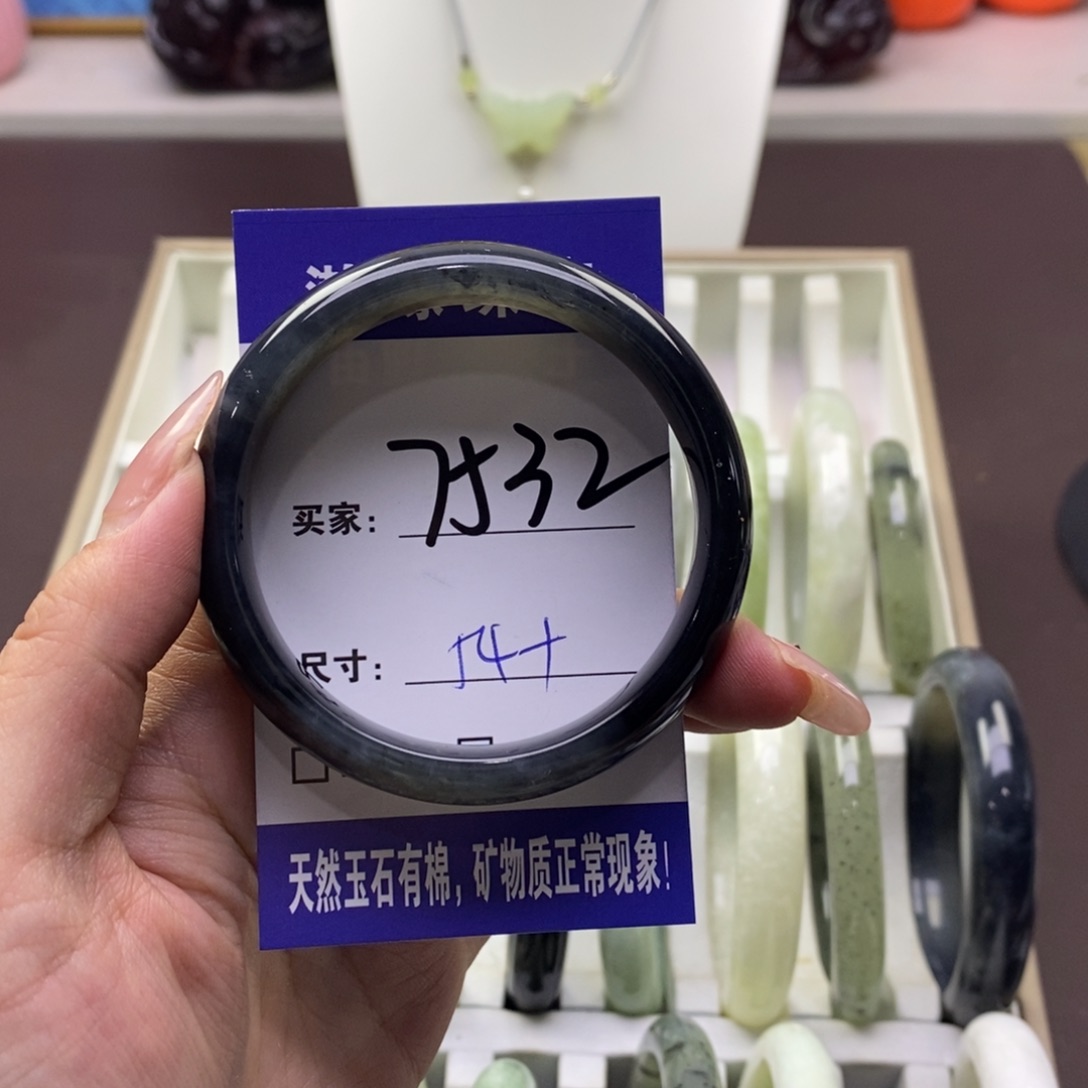 买家: 7532
尺寸: 54+
天然玉石有棉, 矿物质正常现象!